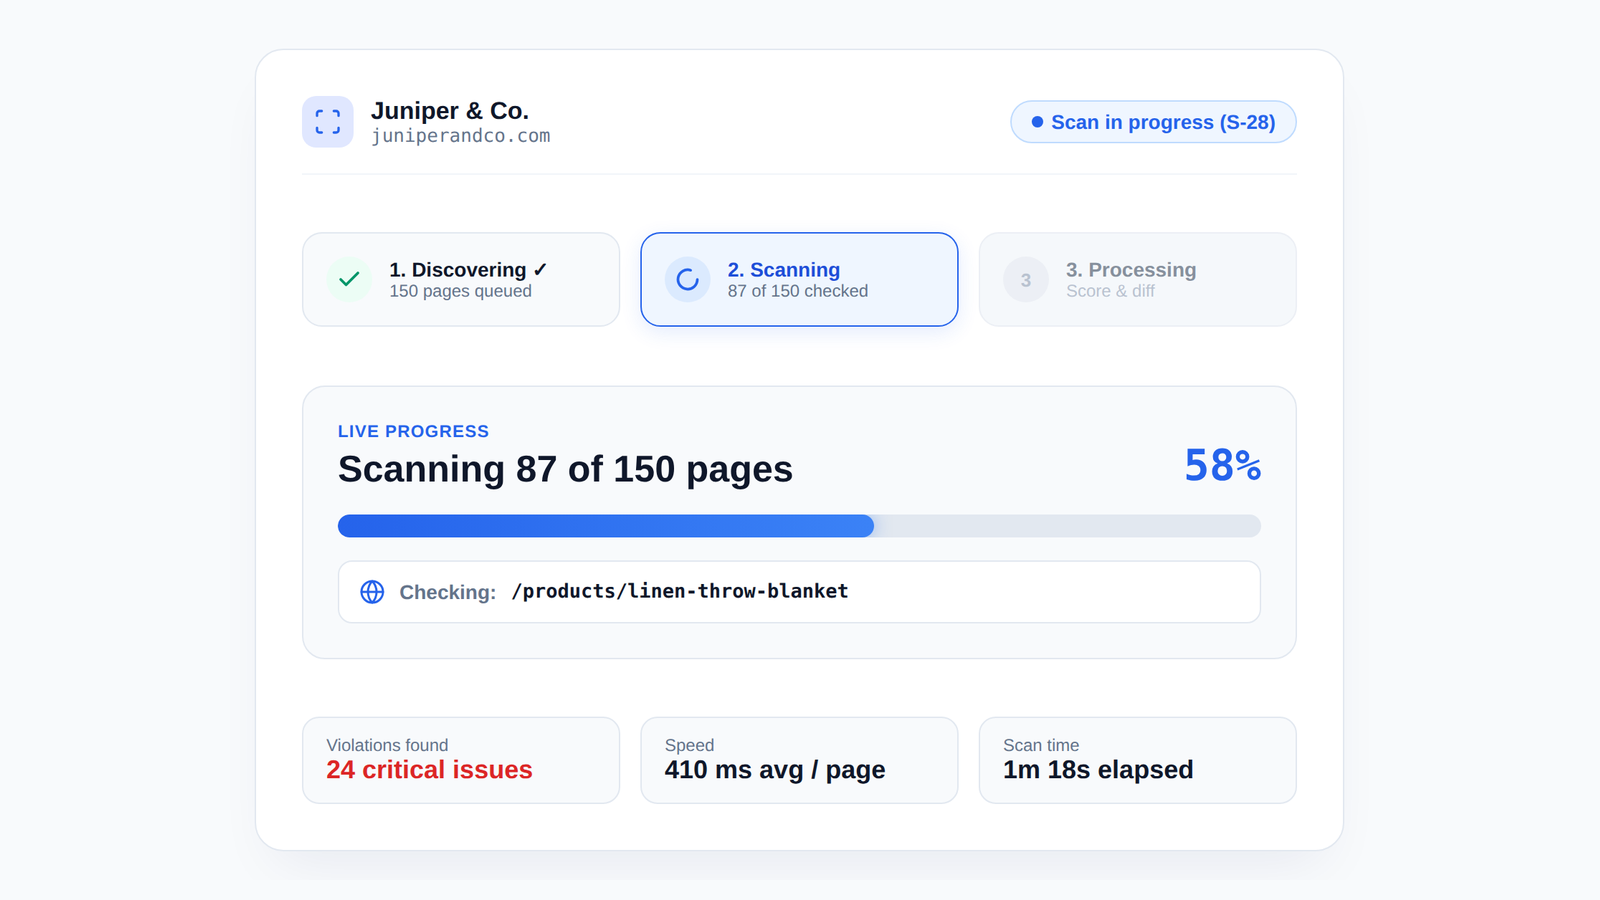 Juniper & Co.
juniperandco.com
Scan in progress (S-28)
1. Discovering ✓
150 pages queued
2. Scanning
87 of 150 checked
3
3. Processing
Score & diff
LIVE PROGRESS
Scanning 87 of 150 pages
58%
Checking: /products/linen-throw-blanket
Violations found
24 critical issues
Speed
410 ms avg / page
Scan time
1m 18s elapsed